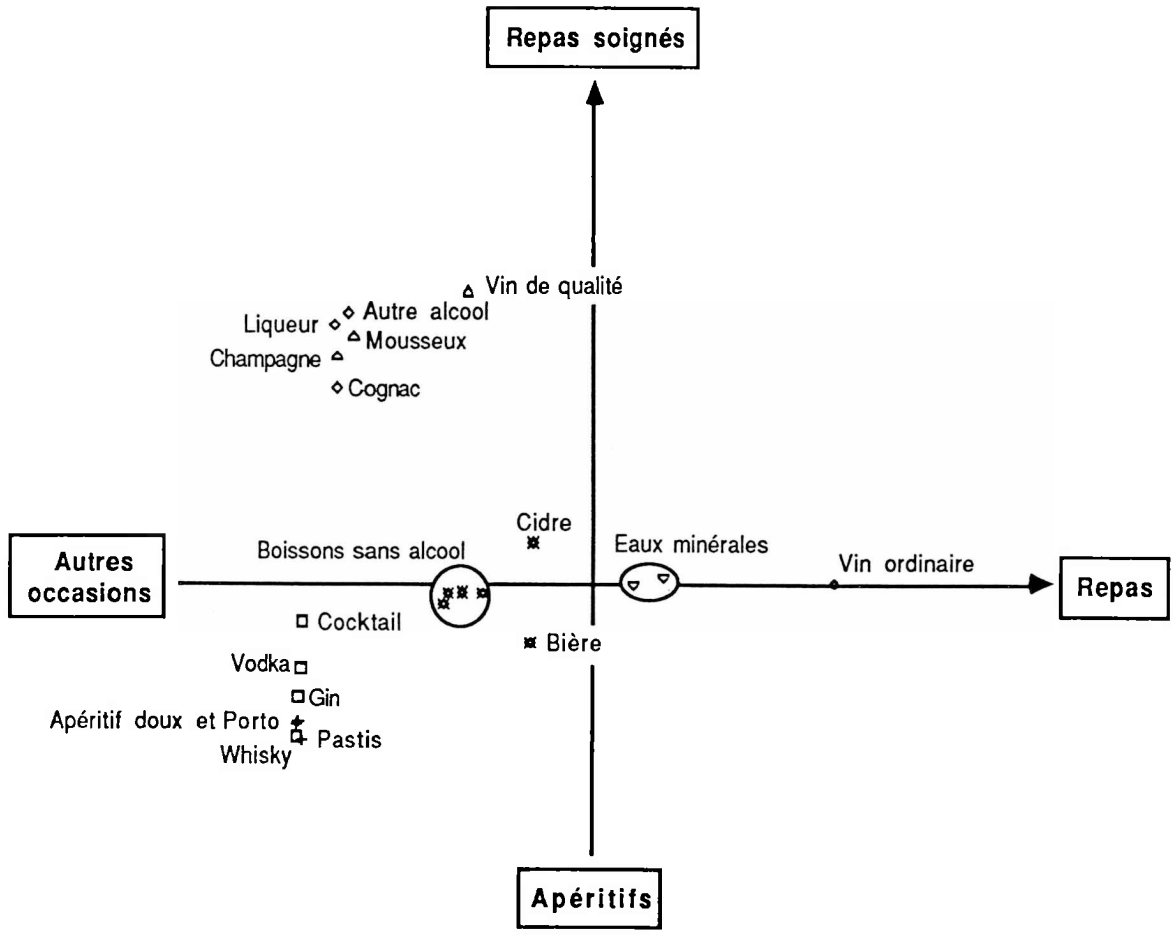 Repas soignés
Vin de qualité
Autre alcool
Liqueur
Mousseux
Champagne
Cognac
Cidre
Boissons sans alcool
Eaux minérales
Vin ordinaire
Autres
occasions
Repas
Cocktail
Bière
Vodka
Gin
Apéritif doux et Porto
Pastis
Whisky
Apéritifs